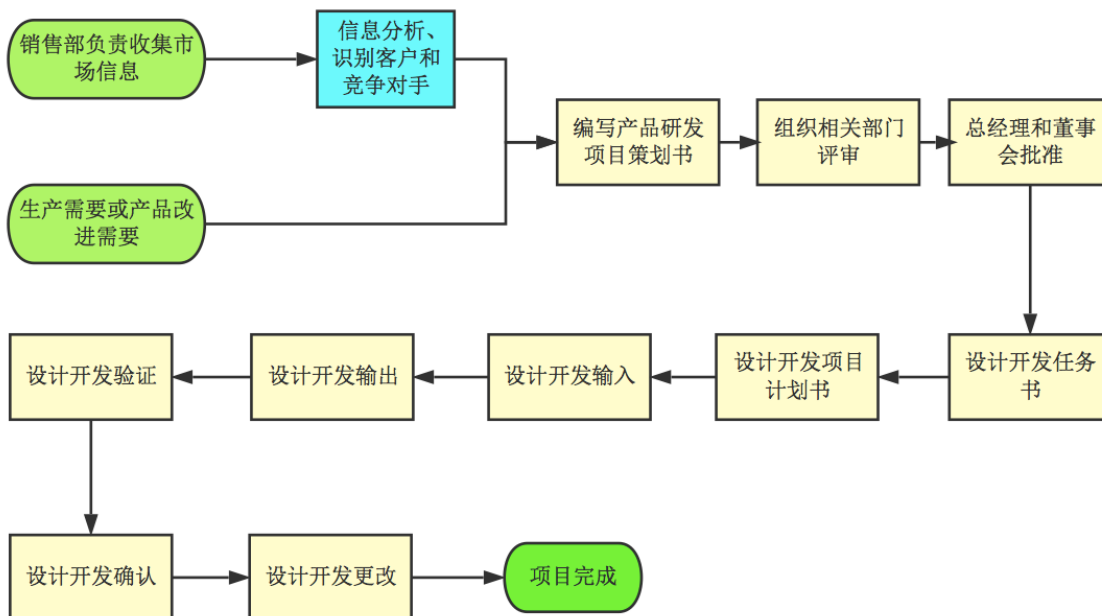 销售部负责收集市
场信息
信息分析、
识别客户和
竞争对手
生产需要或产品改
进需要
编写产品研发
项目策划书
组织相关部门
评审
总经理和董事
会批准
设计开发任务
书
设计开发项目
计划书
设计开发输入
设计开发输出
设计开发验证
设计开发确认
设计开发更改
项目完成